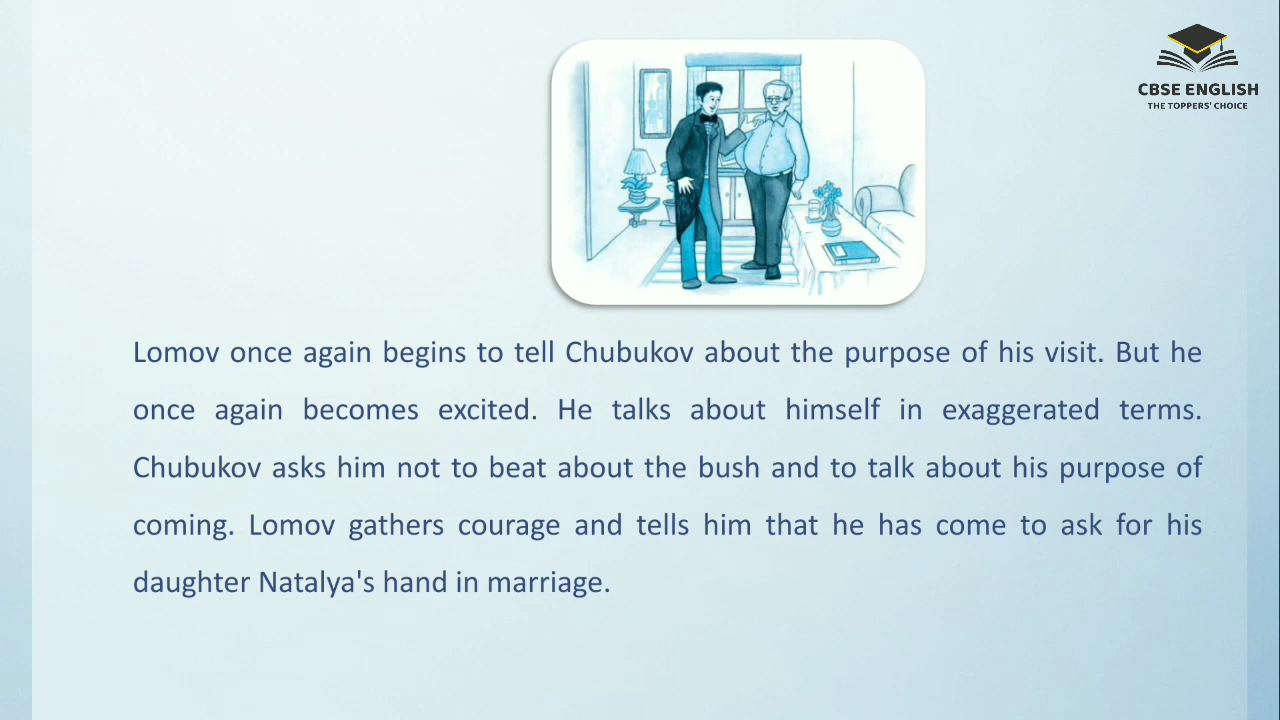 CBSE ENGLISH
THE TOPPERS' CHOICE
Lomov once again begins to tell Chubukov about the purpose of his visit. But he
once again becomes excited. He talks about himself in exaggerated terms.
Chubukov asks him not to beat about the bush and to talk about his purpose of
coming. Lomov gathers courage and tells him that he has come to ask for his
daughter Natalya's hand in marriage.